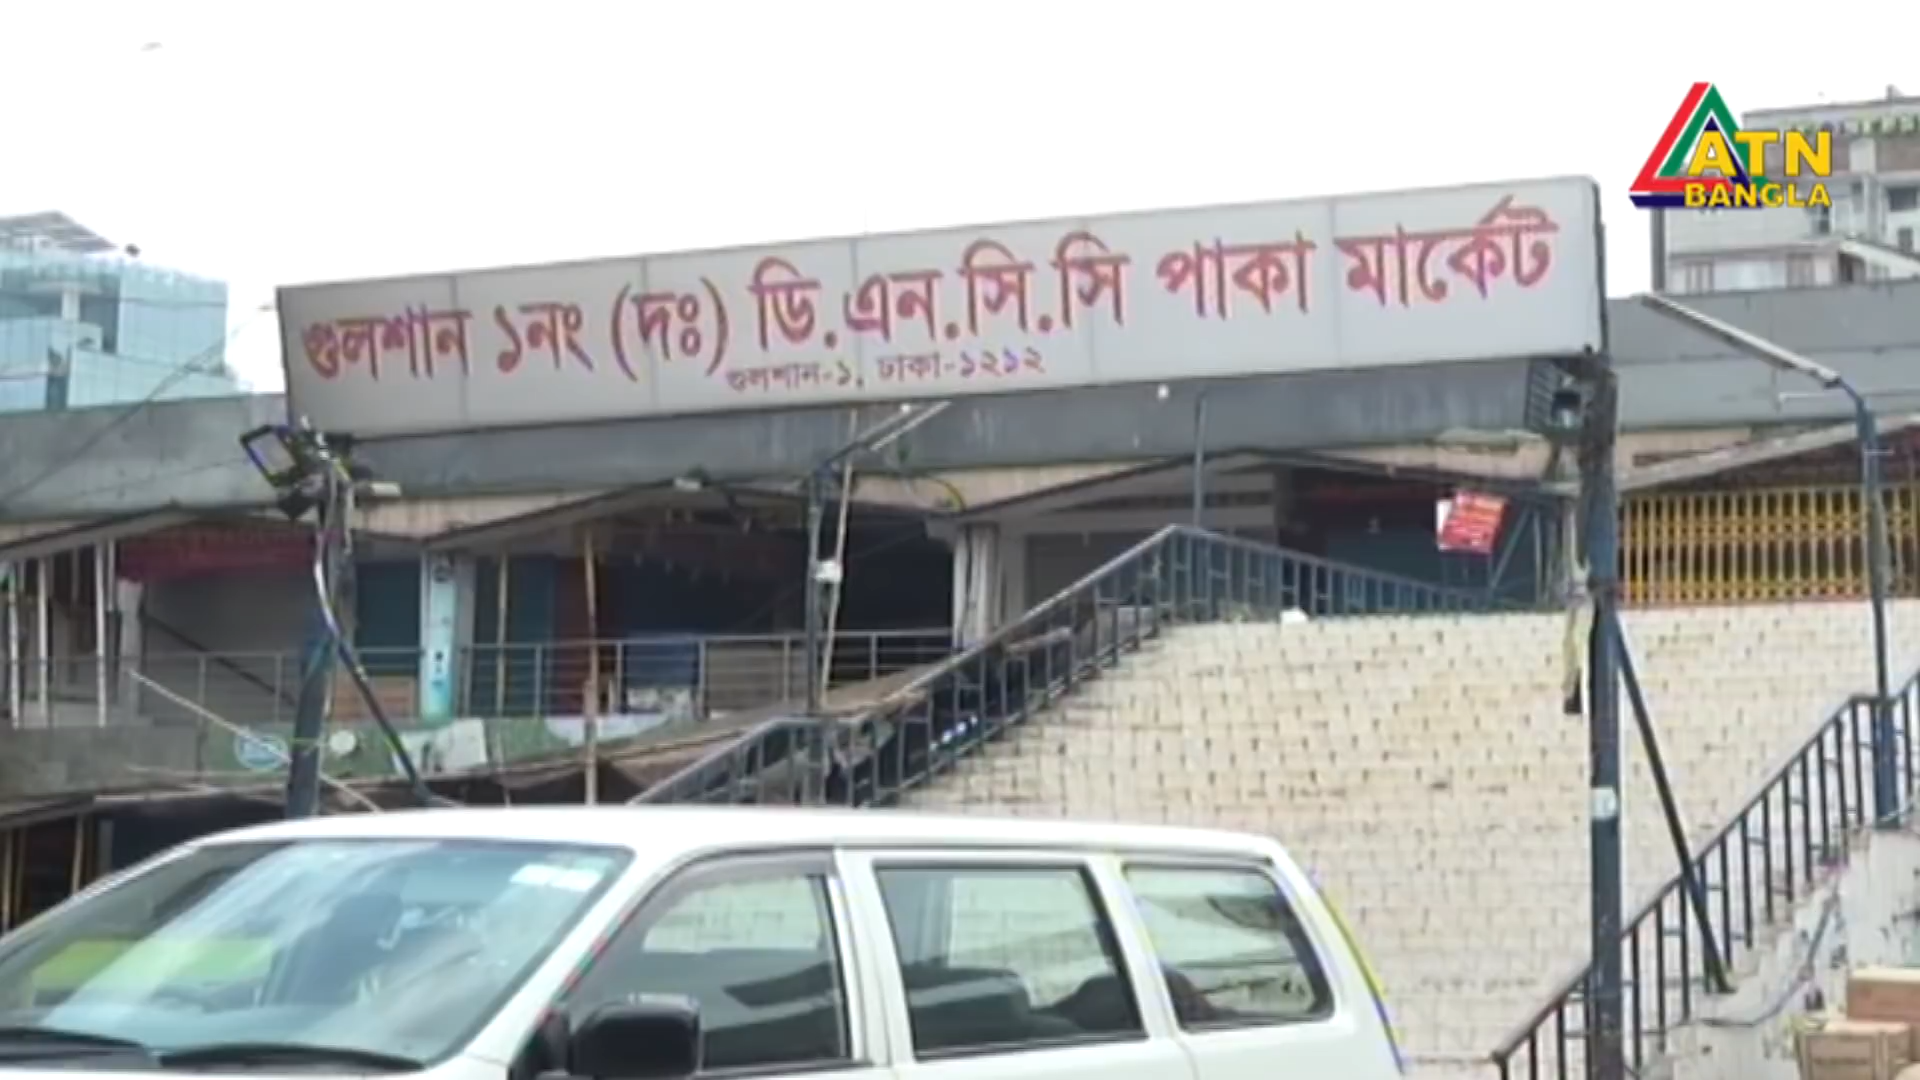 ATN
BANGLA
গুলশান ১নং (দঃ) ডি.এন.সি.সি পাকা মার্কেট
গুলশান-১, ঢাকা-১২১২